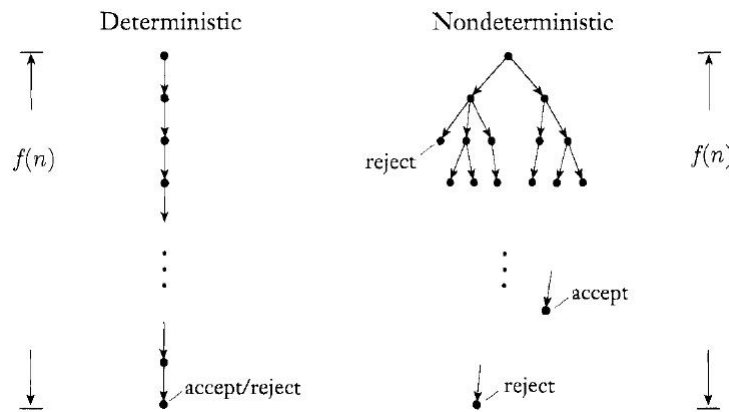 Deterministic
Nondeterministic
f(n)
reject
f(n)
accept
accept/reject
reject